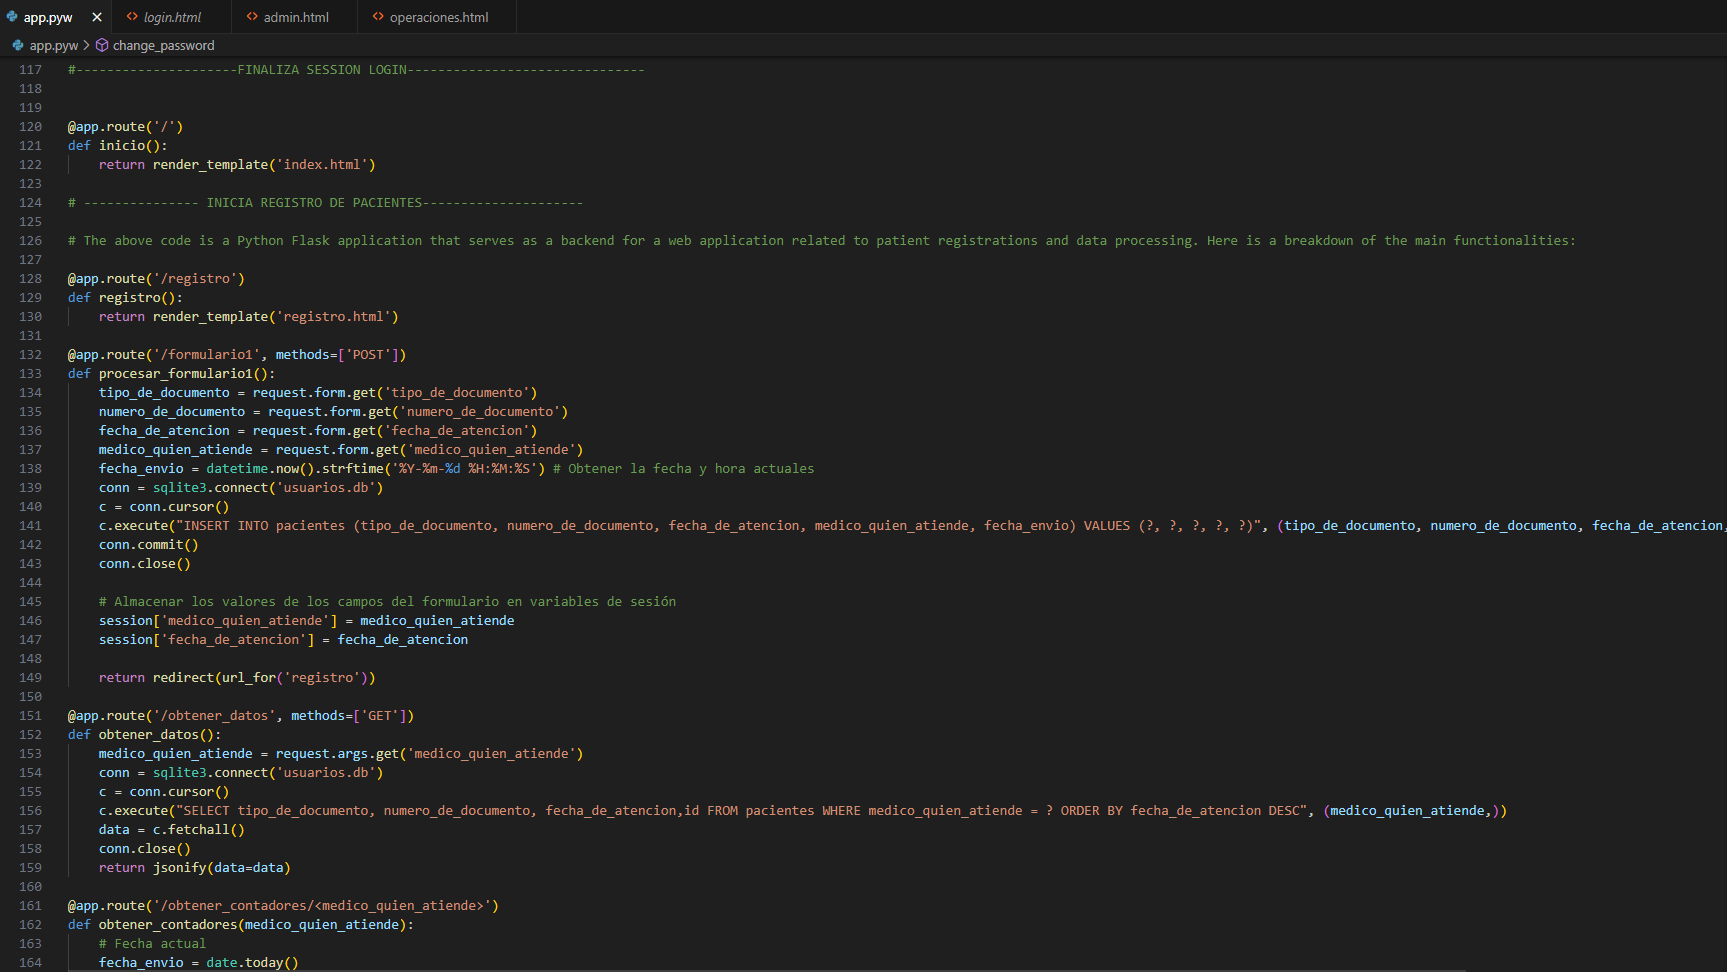 app.pyw
login.html
admin.html
operaciones.html
app.pyw > change_password
117 #---------------------FINALIZA SESSION LOGIN-------------------------------
118
119
120 @app.route('/')
121 def inicio():
122     return render_template('index.html')
123
124 # --------------- INICIA REGISTRO DE PACIENTES---------------------
125
126 # The above code is a Python Flask application that serves as a backend for a web application related to patient registrations and data processing. Here is a breakdown of the main functionalities:
127
128 @app.route('/registro')
129 def registro():
130     return render_template('registro.html')
131
132 @app.route('/formulario1', methods=['POST'])
133 def procesar_formulario1():
134     tipo_de_documento = request.form.get('tipo_de_documento')
135     numero_de_documento = request.form.get('numero_de_documento')
136     fecha_de_atencion = request.form.get('fecha_de_atencion')
137     medico_quien_atiende = request.form.get('medico_quien_atiende')
138     fecha_envio = datetime.now().strftime('%Y-%m-%d %H:%M:%S') # Obtener la fecha y hora actuales
139     conn = sqlite3.connect('usuarios.db')
140     c = conn.cursor()
141     c.execute("INSERT INTO pacientes (tipo_de_documento, numero_de_documento, fecha_de_atencion, medico_quien_atiende, fecha_envio) VALUES (?, ?, ?, ?, ?)", (tipo_de_documento, numero_de_documento, fecha_de_atencion,
142     conn.commit()
143     conn.close()
144
145     # Almacenar los valores de los campos del formulario en variables de sesión
146     session['medico_quien_atiende'] = medico_quien_atiende
147     session['fecha_de_atencion'] = fecha_de_atencion
148
149     return redirect(url_for('registro'))
150
151 @app.route('/obtener_datos', methods=['GET'])
152 def obtener_datos():
153     medico_quien_atiende = request.args.get('medico_quien_atiende')
154     conn = sqlite3.connect('usuarios.db')
155     c = conn.cursor()
156     c.execute("SELECT tipo_de_documento, numero_de_documento, fecha_de_atencion,id FROM pacientes WHERE medico_quien_atiende = ? ORDER BY fecha_de_atencion DESC", (medico_quien_atiende,))
157     data = c.fetchall()
158     conn.close()
159     return jsonify(data=data)
160
161 @app.route('/obtener_contadores/<medico_quien_atiende>')
162 def obtener_contadores(medico_quien_atiende):
163     # Fecha actual
164     fecha_envio = date.today()